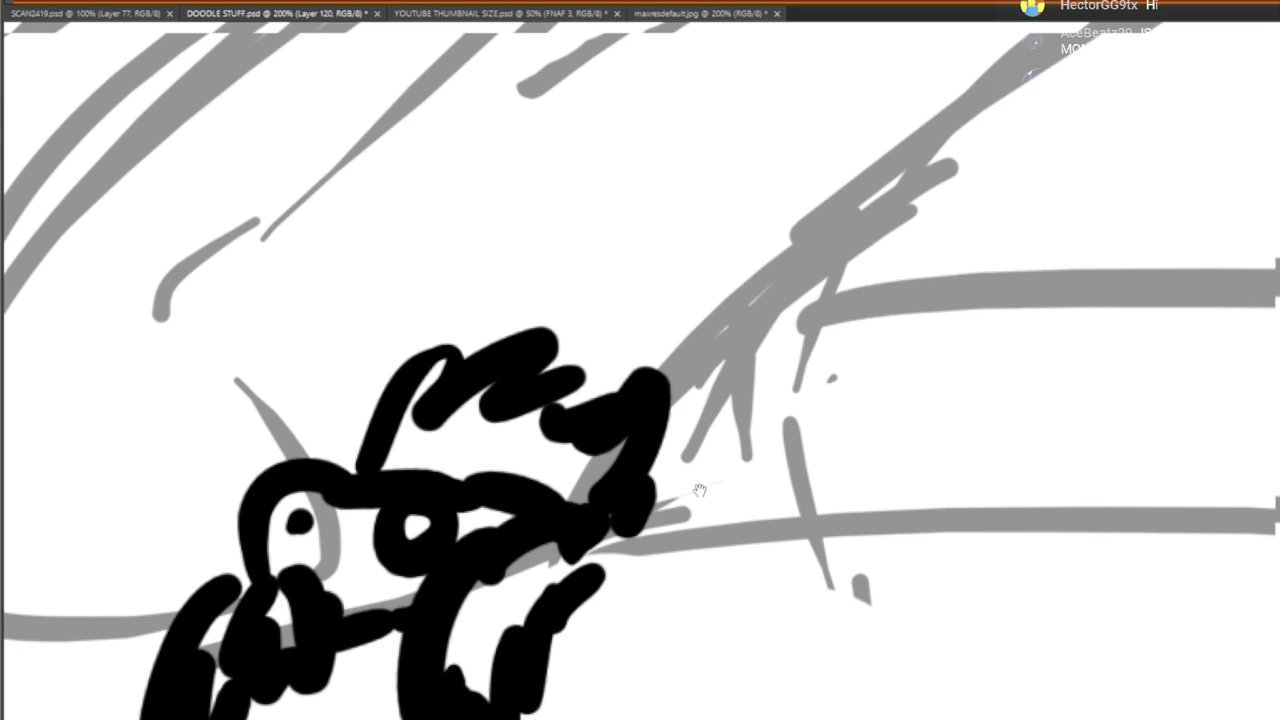 SCAN2419.psd @ 100% (Layer 77, RGB/8) × DOODLE STUFF.psd @ 200% (Layer 120, RGB/8) * × YOUTUBE THUMBNAIL SIZE.psd @ 50% (FNAF 3, RGB/8) * × maxresdefault.jpg @ 200% (RGB/8) * ×
HectorGG9tx Hi
AceBeatz29